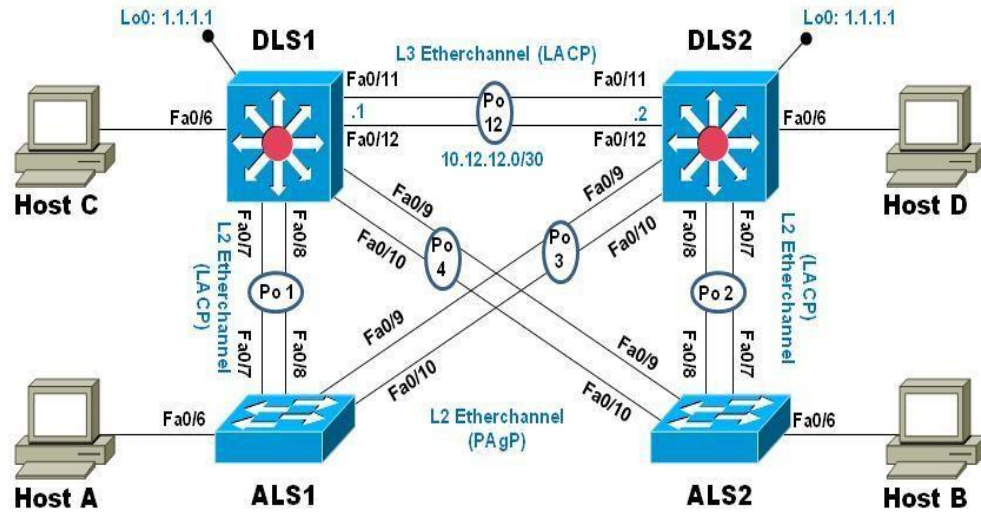 Lo0: 1.1.1.1
Lo0: 1.1.1.1
DLS1
DLS2
L3 Etherchannel (LACP)
Fa0/11
Fa0/11
Fa0/6
.1
Po
12
.2
Fa0/6
Fa0/12
Fa0/12
10.12.12.0/30
Host C
Host D
Fa0/7
Fa0/8
Fa0/9
Fa0/10
Po
4
Po
3
Fa0/9
Fa0/10
Fa0/8
Fa0/7
L2 Etherchannel
(LACP)
Po 1
Po 2
L2 Etherchannel
(LACP)
Fa0/7
Fa0/8
Fa0/9
Fa0/10
Fa0/9
Fa0/10
Fa0/8
Fa0/7
Fa0/6
L2 Etherchannel
(PAgP)
Fa0/6
Host A
ALS1
ALS2
Host B